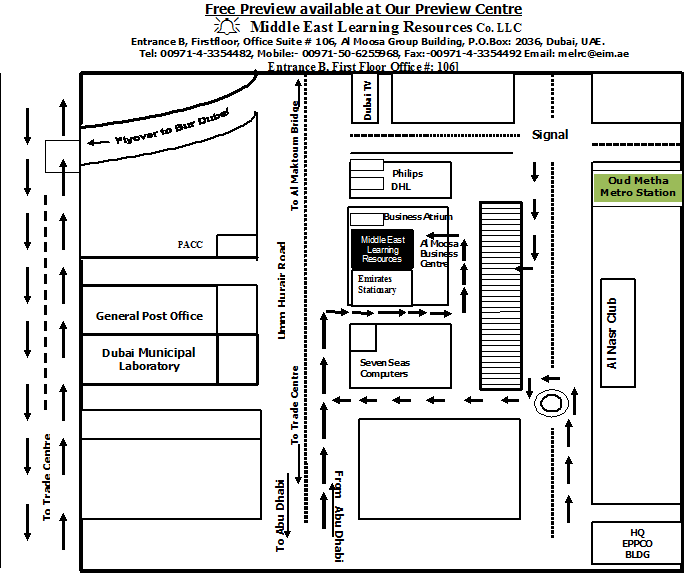 Free Preview available at Our Preview Centre
Middle East Learning Resources Co. LLC
Entrance B, Firstfloor, Office Suite # 106, Al Moosa Group Building, P.O.Box: 2036, Dubai, UAE.
Tel: 00971-4-3354482, Mobile:- 00971-50-6255968, Fax:-00971-4-3354492 Email: melrc@eim.ae
Entrance B, First Floor Office #: 106]
Dubai TV
Flyover to Bur Dubai
To Al Maktoum Bridge
Signal
Philips
DHL
Oud Metha
Metro Station
Business Atrium
PACC
Middle East
Learning
Resources
Al Moosa
Business
Centre
Emirates
Stationary
Umm Hurair Road
General Post Office
Al Nasr Club
Dubai Municipal
Laboratory
Seven Seas
Computers
To Trade Centre
To Trade Centre
To Abu Dhabi
From Abu Dhabi
HQ
EPPCO
BLDG